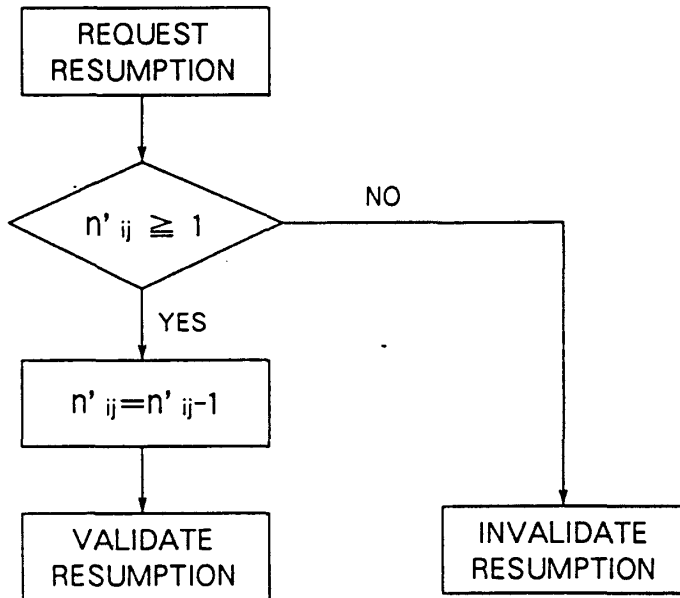 REQUEST
RESUMPTION
n' ij ≧ 1
NO
YES
n' ij=n' ij-1
VALIDATE
RESUMPTION
INVALIDATE
RESUMPTION